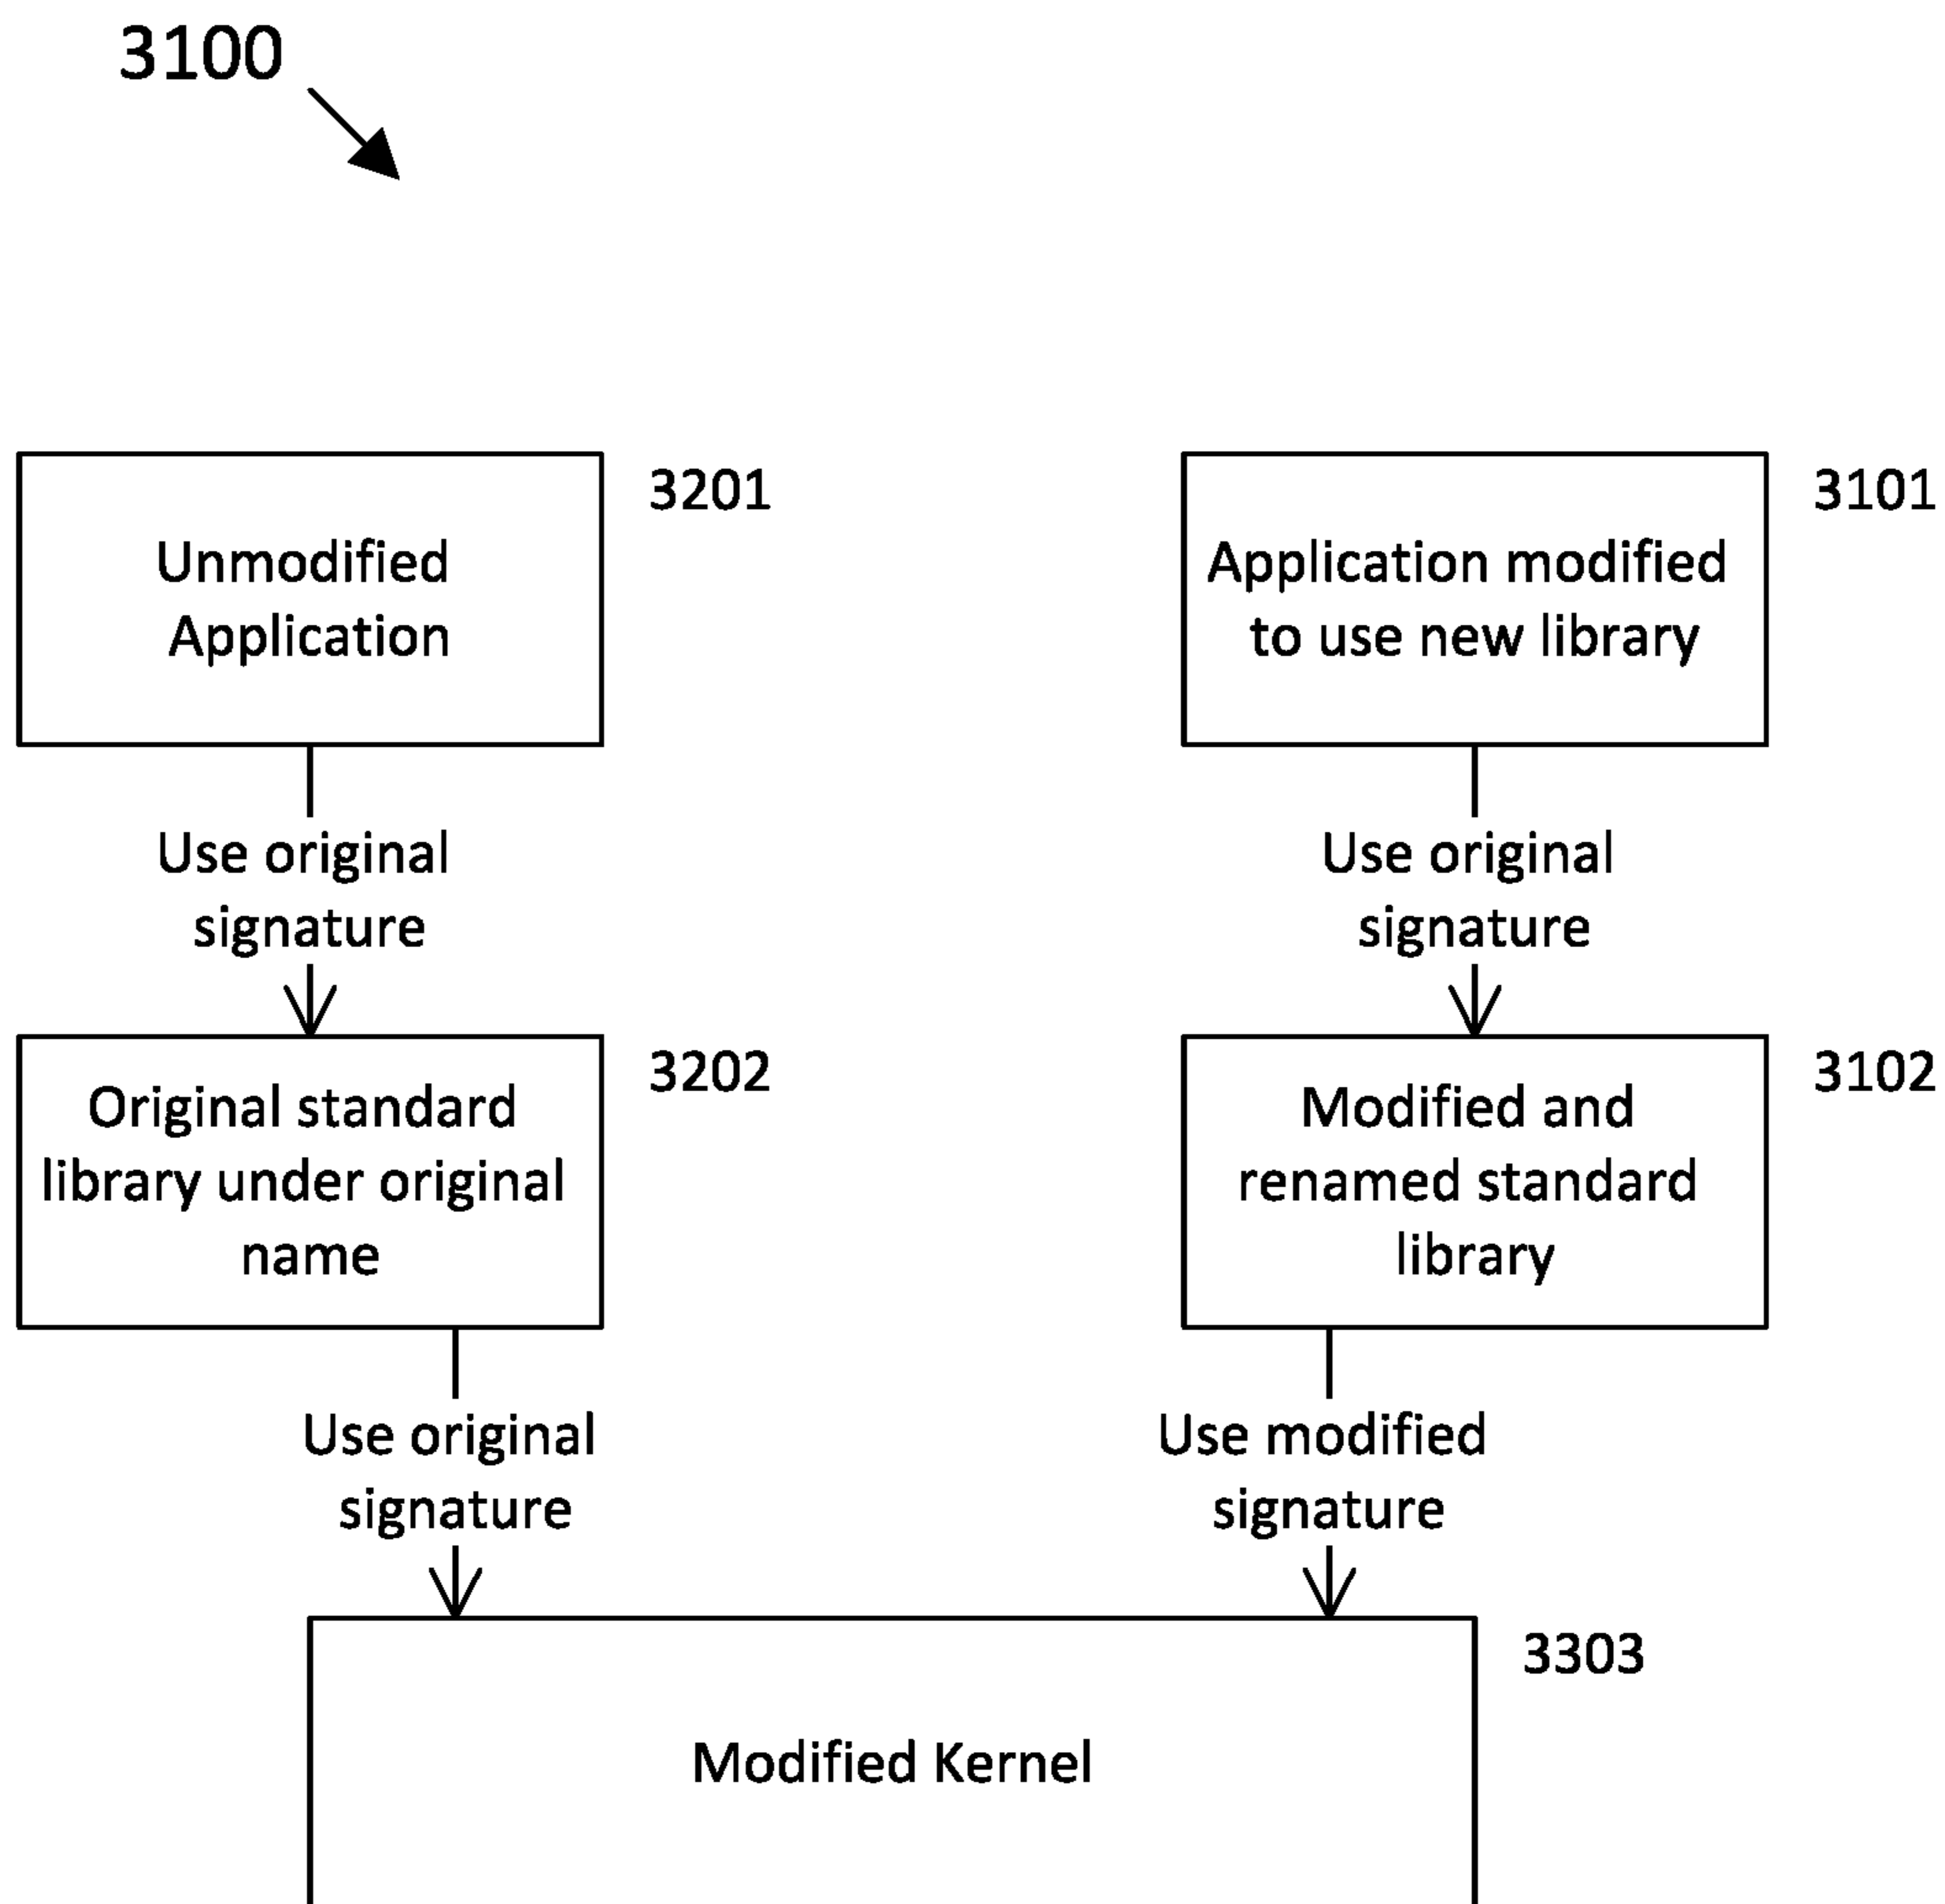 3100
3201
Unmodified
Application
3101
Application modified
to use new library
Use original
signature
Use original
signature
3202
Original standard
library under original
name
3102
Modified and
renamed standard
library
Use original
signature
Use modified
signature
3303
Modified Kernel